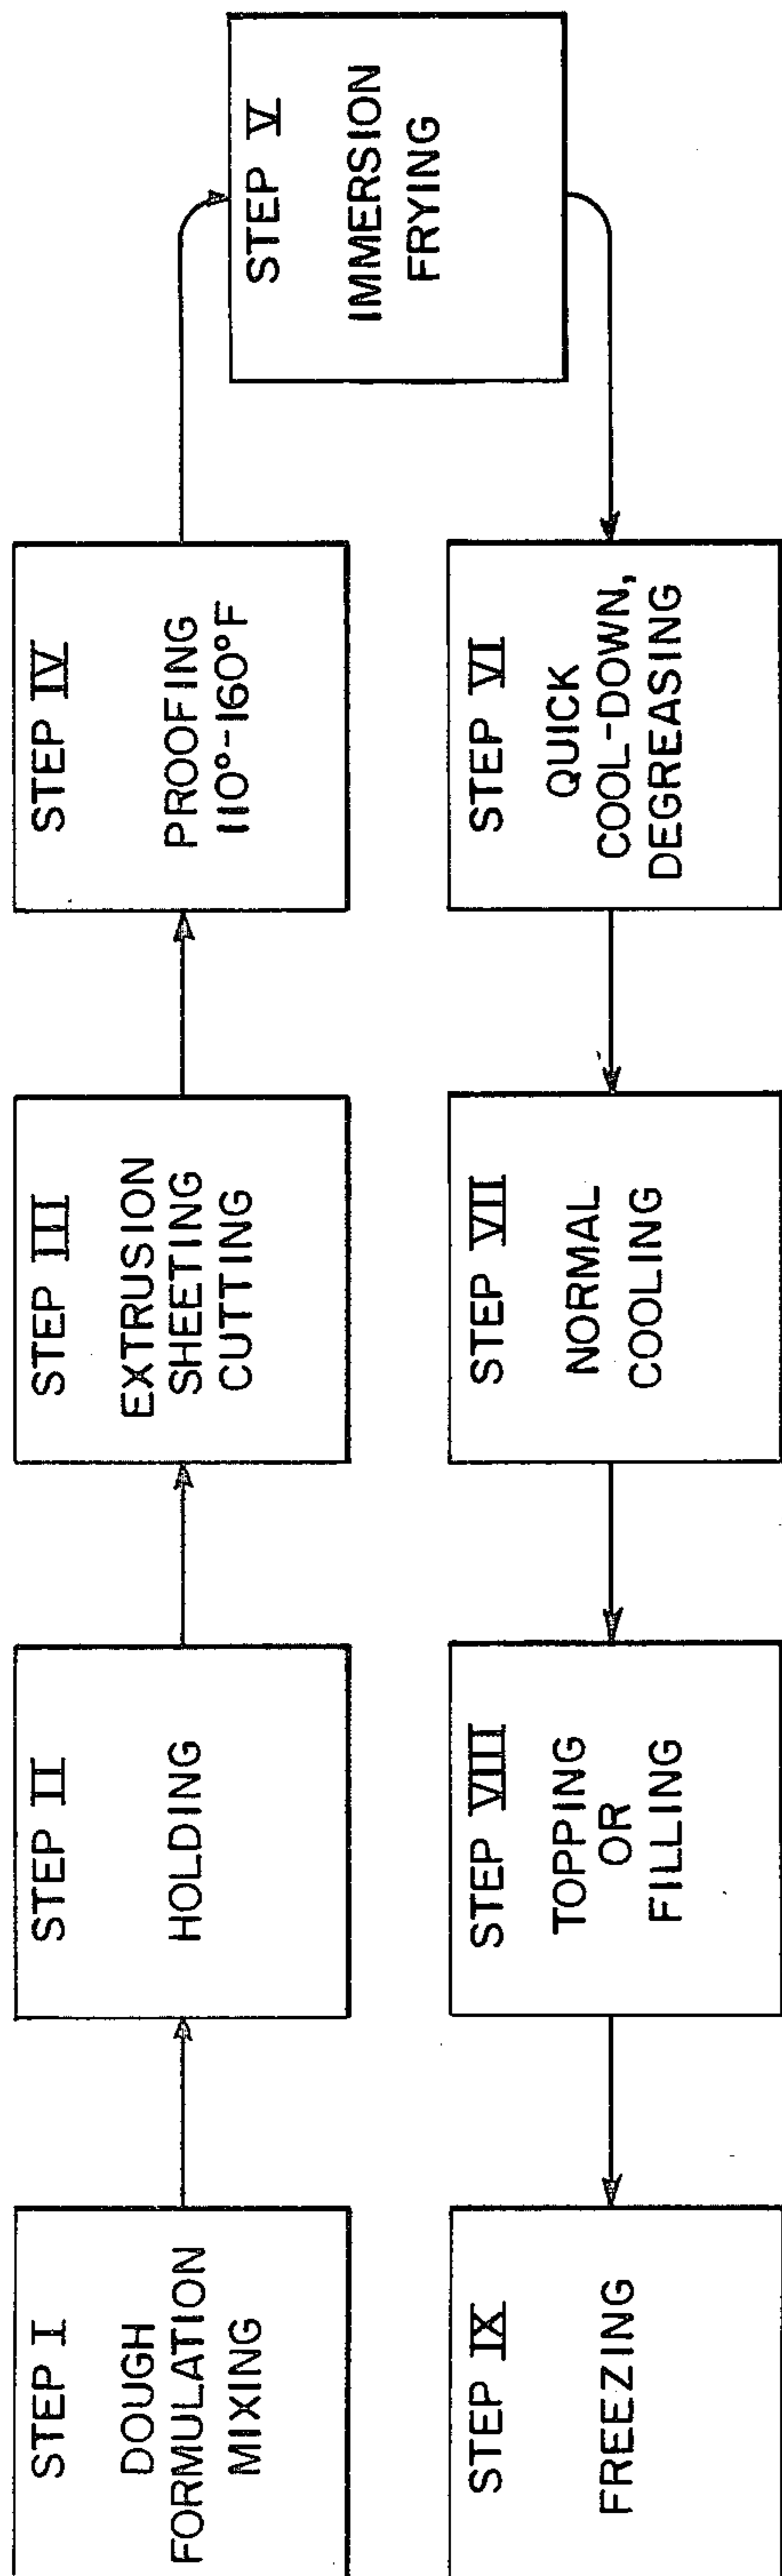 STEP I
DOUGH
FORMULATION
MIXING
STEP II
HOLDING
STEP III
EXTRUSION
SHEETING
CUTTING
STEP IV
PROOFING
110°-160°F
STEP V
IMMERSION
FRYING
STEP VI
QUICK
COOL-DOWN,
DEGREASING
STEP VII
NORMAL
COOLING
STEP VIII
TOPPING
OR
FILLING
STEP IX
FREEZING